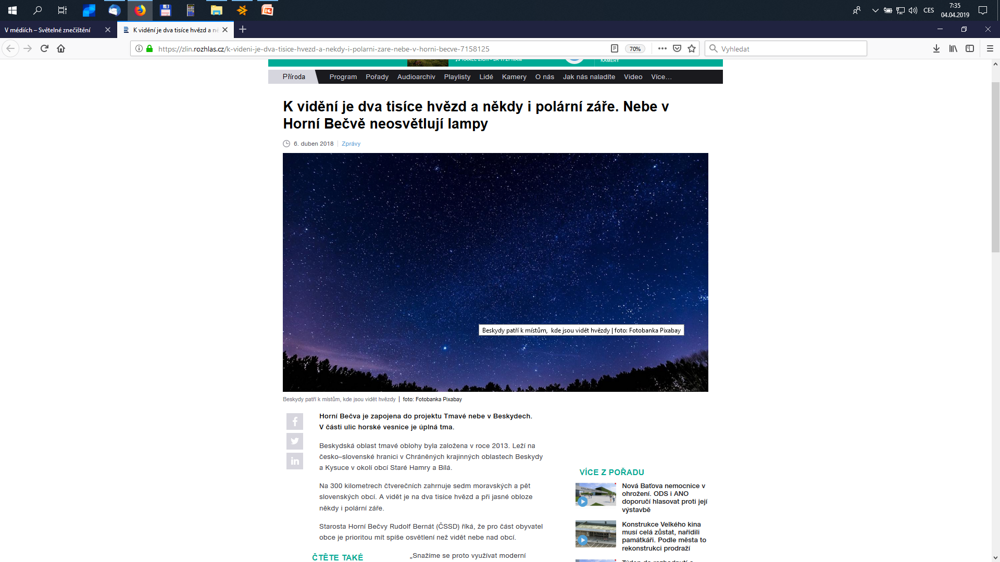 CES
7:35
04.04.2019
V médiích – Světelné znečištění
K vidění je dva tisíce hvězd a ně
https://zlin.rozhlas.cz/k-videni-je-dva-tisice-hvezd-a-nekdy-i-polarni-zare-nebe-v-horni-becve-7158125
70%
Vyhledat
KAREL ZICH - JÁ TI ZPÍVÁM
KAMERY
Příroda
Program Pořady Audioarchiv Playlisty Lidé Kamery O nás Jak nás naladíte Video Více...
K vidění je dva tisíce hvězd a někdy i polární záře. Nebe v
Horní Bečvě neosvětlují lampy
6. duben 2018 | Zprávy
Beskydy patří k místům, kde jsou vidět hvězdy | foto: Fotobanka Pixabay
Beskydy patří k místům, kde jsou vidět hvězdy | foto: Fotobanka Pixabay
Horní Bečva je zapojena do projektu Tmavé nebe v Beskydech.
V části ulic horské vesnice je úplná tma.
Beskydská oblast tmavé oblohy byla založena v roce 2013. Leží na
česko–slovenské hranici v Chráněných krajinných oblastech Beskydy
a Kysuce v okolí obcí Staré Hamry a Bílá.
Na 300 kilometrech čtverečních zahrnuje sedm moravských a pět
slovenských obcí. A vidět je na dva tisíce hvězd a při jasné obloze
někdy i polární záře.
Starosta Horní Bečvy Rudolf Bernát (ČSSD) říká, že pro část obyvatel
obce je prioritou mít spíše osvětlení než vidět nebe nad obcí.
ČTĚTE TAKÉ
„Snažíme se proto využívat moderní
VÍCE Z POŘADU
Nová Baťova nemocnice v
ohrožení. ODS i ANO
doporučí hlasovat proti její
výstavbě
Konstrukce Velkého kina
musí celá zůstat, nařídili
památkáři. Podle města to
rekonstrukci prodraží